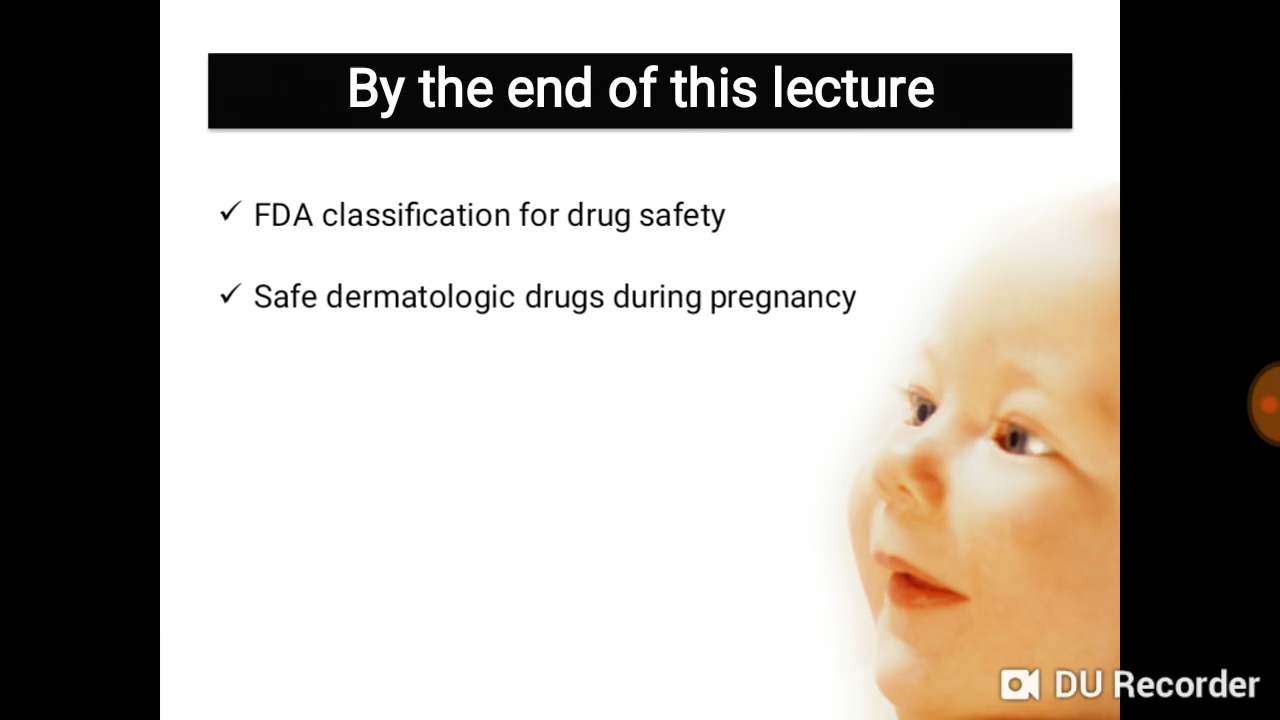 By the end of this lecture
✓ FDA classification for drug safety
✓ Safe dermatologic drugs during pregnancy
DU Recorder